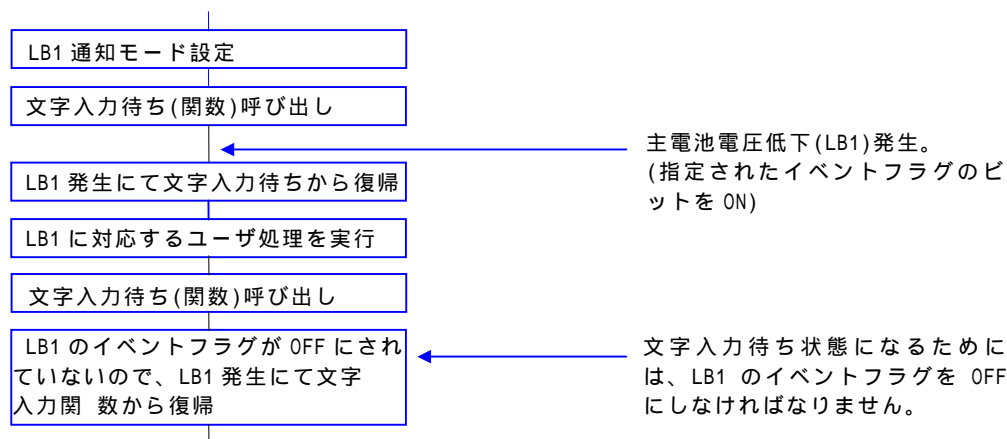 LB1 通知モード設定
文字入力待ち(関数)呼び出し
主電池電圧低下(LB1)発生。
(指定されたイベントフラグのビ
ットを ON)
LB1 発生にて文字入力待ちから復帰
LB1 に対応するユーザ処理を実行
文字入力待ち(関数)呼び出し
LB1 のイベントフラグが OFF にされ
ていないので、LB1 発生にて文字
入力関 数から復帰
文字入力待ち状態になるために
は、LB1 のイベントフラグを OFF
にしなければなりません。